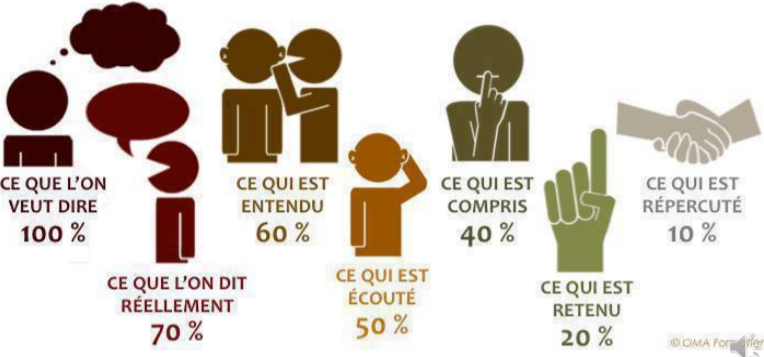 CE QUE L'ON
VEUT DIRE
100 %
CE QUE L'ON DIT
RÉELLEMENT
70 %
CE QUI EST
ENTENDU
60 %
CE QUI EST
ÉCOUTÉ
50 %
CE QUI EST
COMPRIS
40 %
CE QUI EST
RETENU
20 %
CE QUI EST
RÉPERCUTÉ
10 %
© OMA